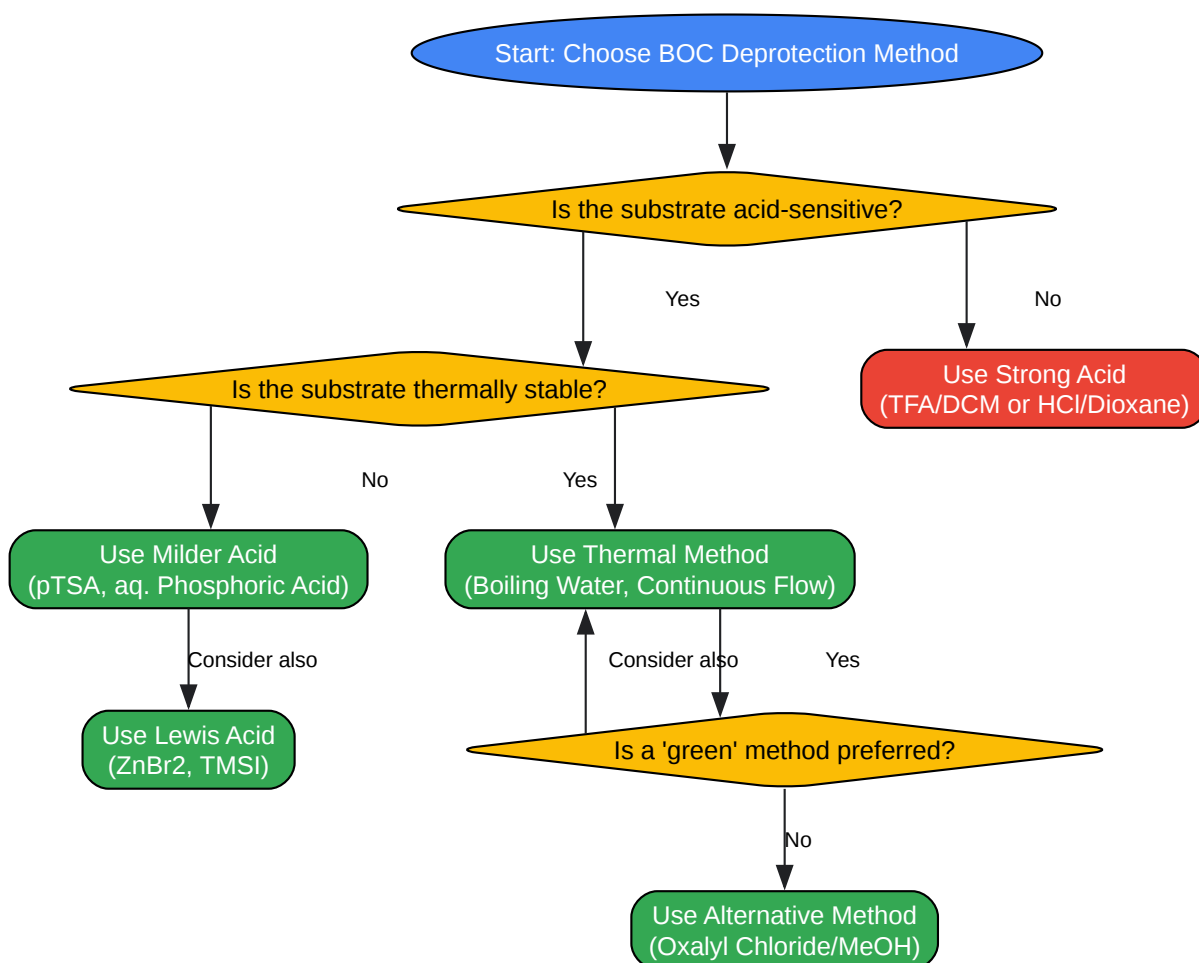 Start: Choose BOC Deprotection Method
Is the substrate acid-sensitive?
Yes
No
Use Strong Acid
(TFA/DCM or HCl/Dioxane)
Is the substrate thermally stable?
No
Yes
Use Milder Acid
(pTSA, aq. Phosphoric Acid)
Use Thermal Method
(Boiling Water, Continuous Flow)
Consider also
Consider also
Yes
Use Lewis Acid
(ZnBr2, TMSI)
Is a 'green' method preferred?
No
Use Alternative Method
(Oxalyl Chloride/MeOH)